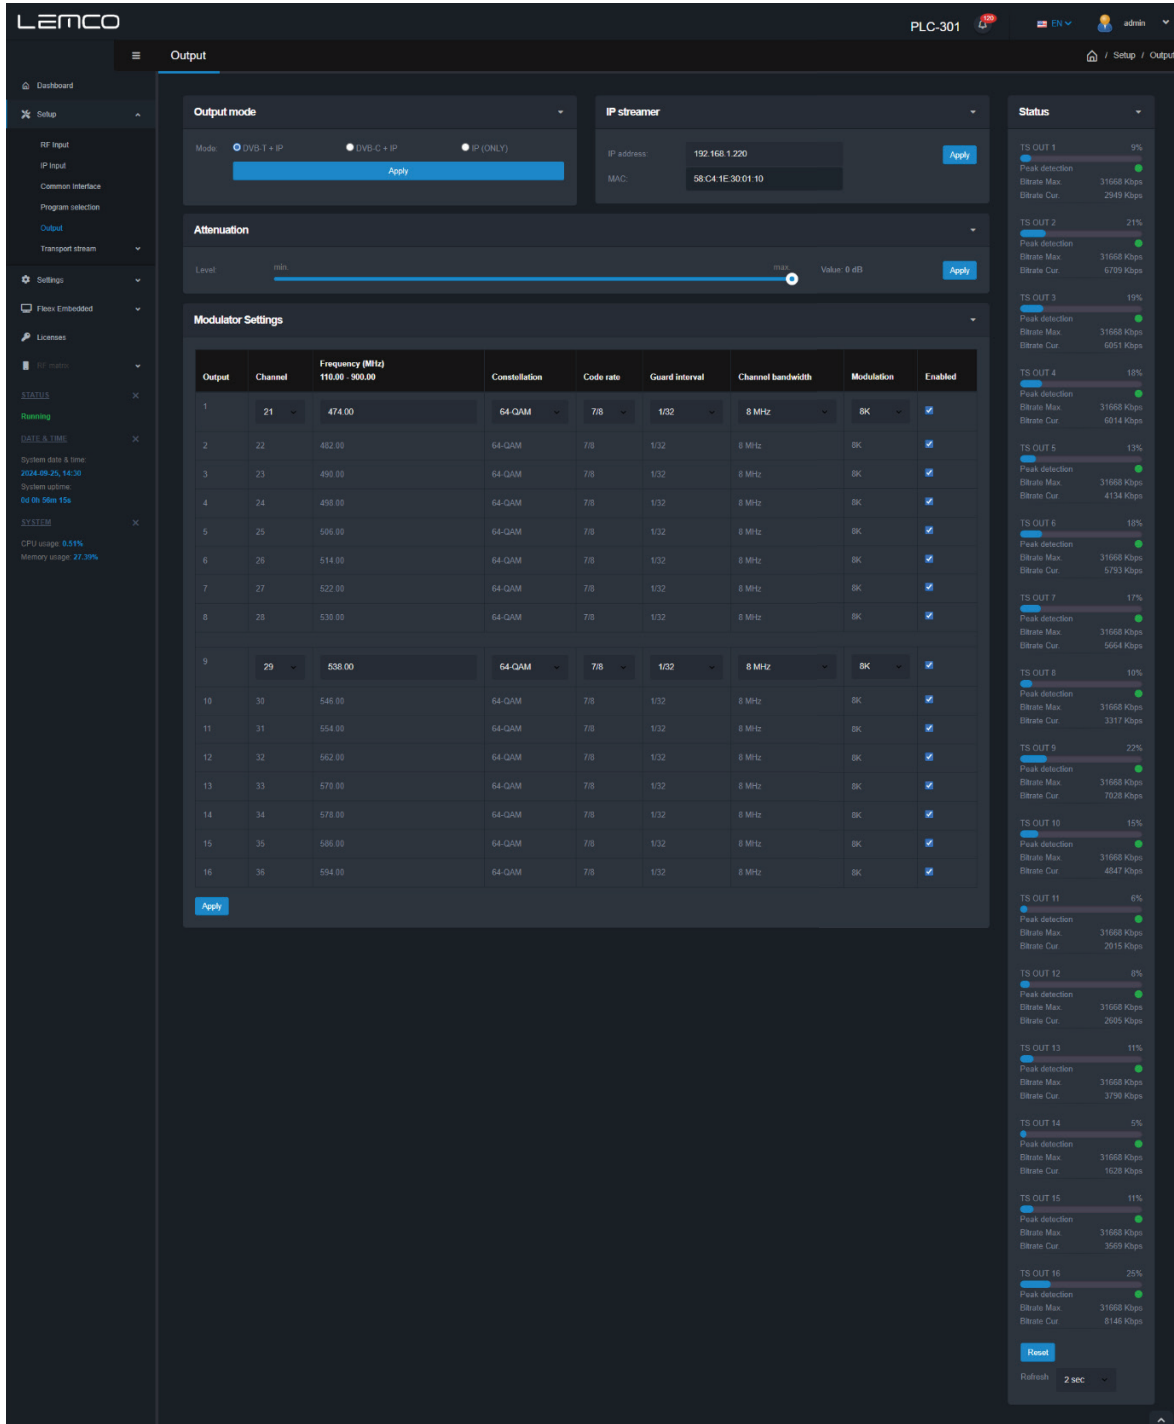 LEMCO
PLC-301
120
EN
admin
Output
/ Setup / Output
Dashboard
Setup
RF Input
IP Input
Common Interface
Program selection
Output
Transport stream
Settings
Fleex Embedded
Licenses
RF matrix
STATUS
Running
DATE & TIME
System date & time:
2024-09-25, 14:30
System uptime:
0d 0h 56m 15s
SYSTEM
CPU usage: 0.51%
Memory usage: 27.39%
Output mode
Mode: DVB-T + IP DVB-C + IP IP (ONLY)
Apply
IP streamer
IP address: 192.168.1.220 Apply
MAC: 58:C4:1E:30:01:10
Attenuation
Level: min. max. Value: 0 dB Apply
Modulator Settings
Output Channel Frequency (MHz) 110.00 - 900.00 Constellation Code rate Guard interval Channel bandwidth Modulation Enabled
1 21 474.00 64-QAM 7/8 1/32 8 MHz 8K
2 22 482.00 64-QAM 7/8 1/32 8 MHz 8K
3 23 490.00 64-QAM 7/8 1/32 8 MHz 8K
4 24 498.00 64-QAM 7/8 1/32 8 MHz 8K
5 25 506.00 64-QAM 7/8 1/32 8 MHz 8K
6 26 514.00 64-QAM 7/8 1/32 8 MHz 8K
7 27 522.00 64-QAM 7/8 1/32 8 MHz 8K
8 28 530.00 64-QAM 7/8 1/32 8 MHz 8K
9 29 538.00 64-QAM 7/8 1/32 8 MHz 8K
10 30 546.00 64-QAM 7/8 1/32 8 MHz 8K
11 31 554.00 64-QAM 7/8 1/32 8 MHz 8K
12 32 562.00 64-QAM 7/8 1/32 8 MHz 8K
13 33 570.00 64-QAM 7/8 1/32 8 MHz 8K
14 34 578.00 64-QAM 7/8 1/32 8 MHz 8K
15 35 586.00 64-QAM 7/8 1/32 8 MHz 8K
16 36 594.00 64-QAM 7/8 1/32 8 MHz 8K
Apply
Status
TS OUT 1 9%
Peak detection
Bitrate Max. 31668 Kbps
Bitrate Cur. 2949 Kbps
TS OUT 2 21%
Peak detection
Bitrate Max. 31668 Kbps
Bitrate Cur. 6709 Kbps
TS OUT 3 19%
Peak detection
Bitrate Max. 31668 Kbps
Bitrate Cur. 6051 Kbps
TS OUT 4 18%
Peak detection
Bitrate Max. 31668 Kbps
Bitrate Cur. 6014 Kbps
TS OUT 5 13%
Peak detection
Bitrate Max. 31668 Kbps
Bitrate Cur. 4134 Kbps
TS OUT 6 18%
Peak detection
Bitrate Max. 31668 Kbps
Bitrate Cur. 5793 Kbps
TS OUT 7 17%
Peak detection
Bitrate Max. 31668 Kbps
Bitrate Cur. 5664 Kbps
TS OUT 8 10%
Peak detection
Bitrate Max. 31668 Kbps
Bitrate Cur. 3317 Kbps
TS OUT 9 22%
Peak detection
Bitrate Max. 31668 Kbps
Bitrate Cur. 7028 Kbps
TS OUT 10 15%
Peak detection
Bitrate Max. 31668 Kbps
Bitrate Cur. 4847 Kbps
TS OUT 11 6%
Peak detection
Bitrate Max. 31668 Kbps
Bitrate Cur. 2015 Kbps
TS OUT 12 8%
Peak detection
Bitrate Max. 31668 Kbps
Bitrate Cur. 2605 Kbps
TS OUT 13 11%
Peak detection
Bitrate Max. 31668 Kbps
Bitrate Cur. 3790 Kbps
TS OUT 14 5%
Peak detection
Bitrate Max. 31668 Kbps
Bitrate Cur. 1628 Kbps
TS OUT 15 11%
Peak detection
Bitrate Max. 31668 Kbps
Bitrate Cur. 3569 Kbps
TS OUT 16 25%
Peak detection
Bitrate Max. 31668 Kbps
Bitrate Cur. 8146 Kbps
Reset
Refresh 2 sec